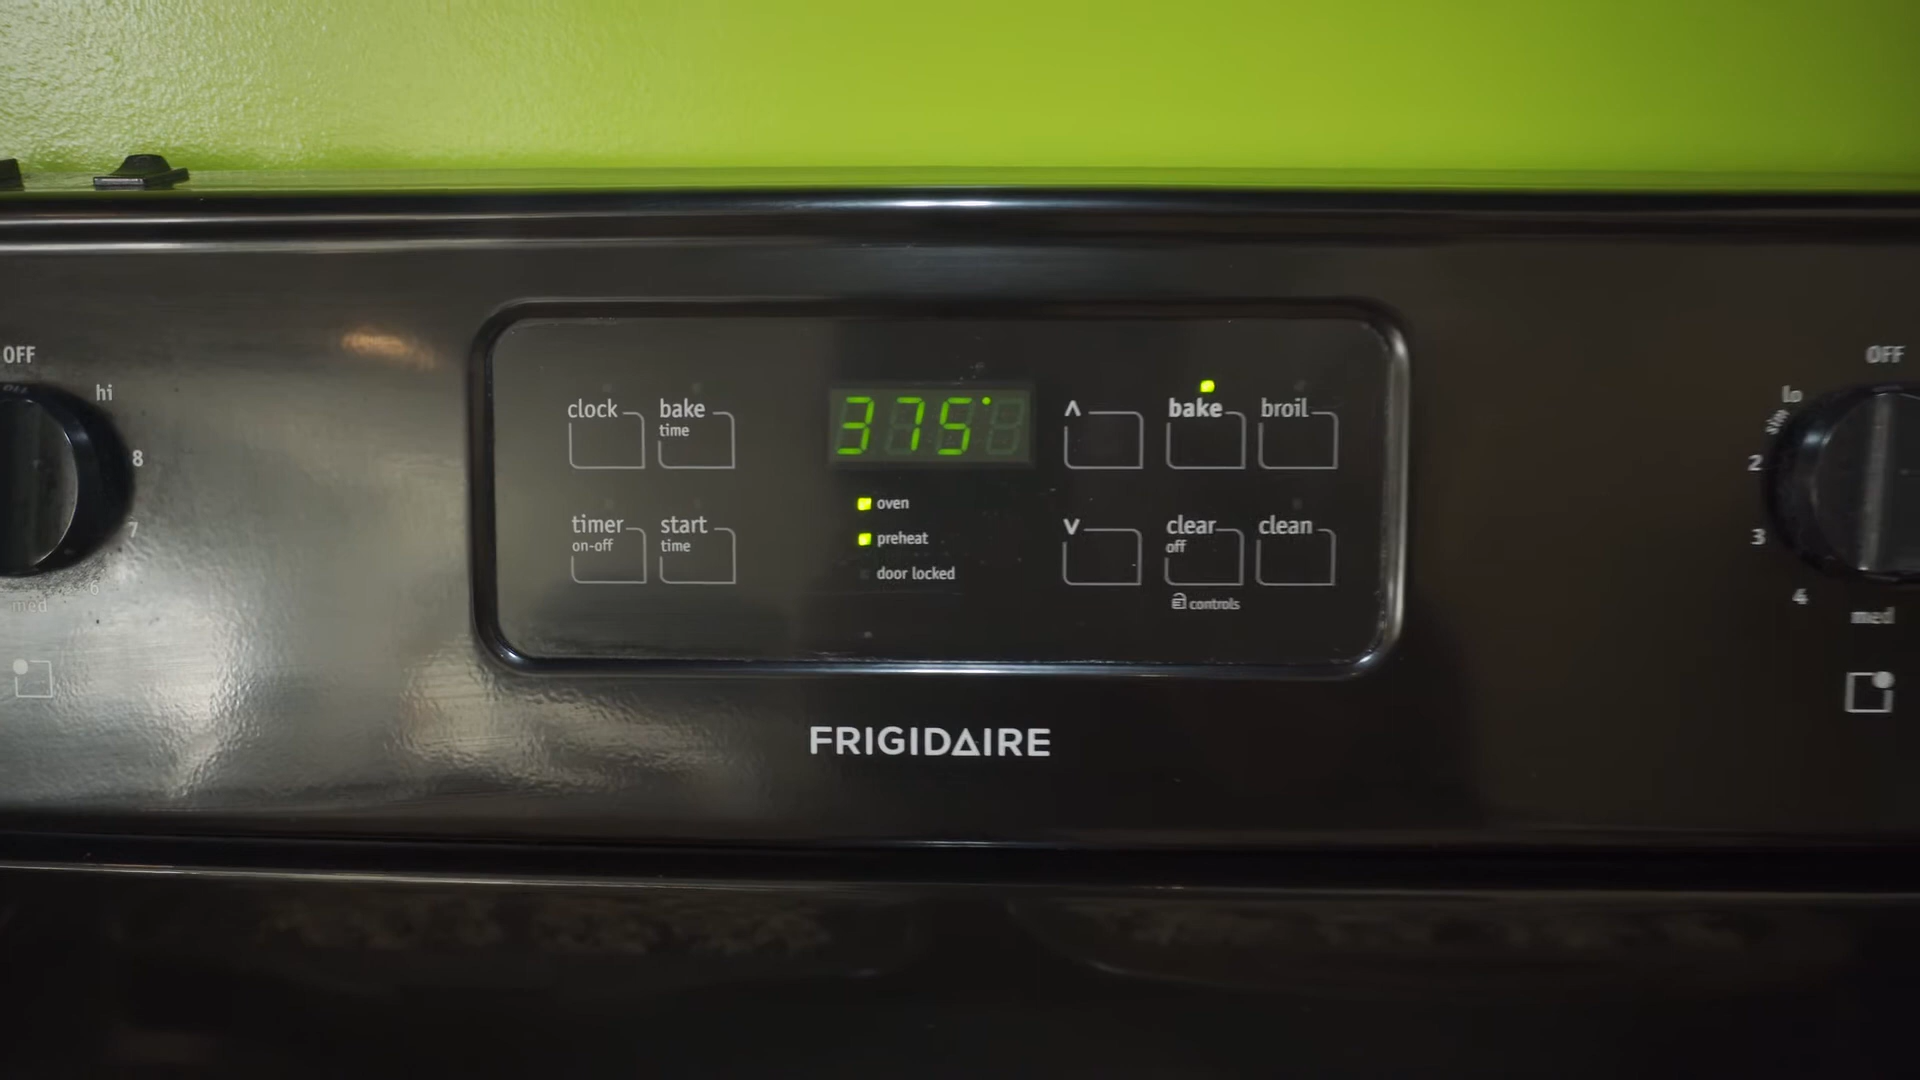 OFF
hi
8
7
6
med
clock
bake
time
timer
on-off
start
time
375°
oven
preheat
door locked
^
bake
broil
v
clear
off
clean
controls
FRIGIDAIRE
OFF
lo
2
3
4
med